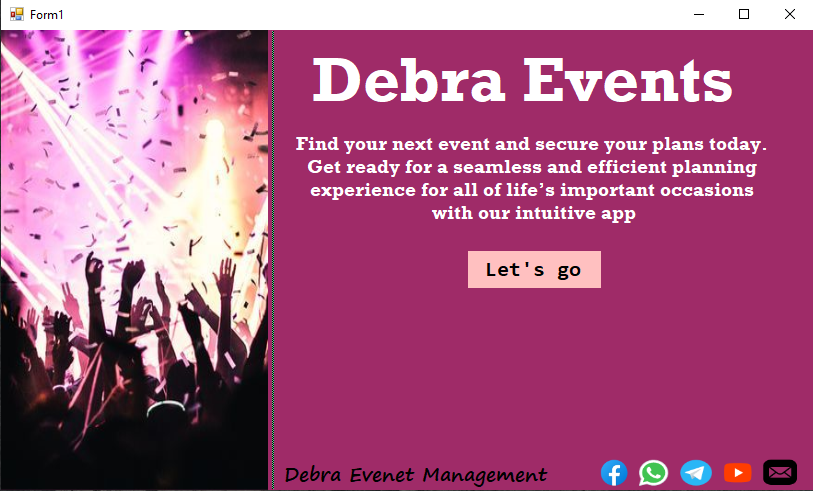 Form1
Debra Events
Find your next event and secure your plans today.
Get ready for a seamless and efficient planning
experience for all of life’s important occasions
with our intuitive app
Let's go
Debra Evenet Management